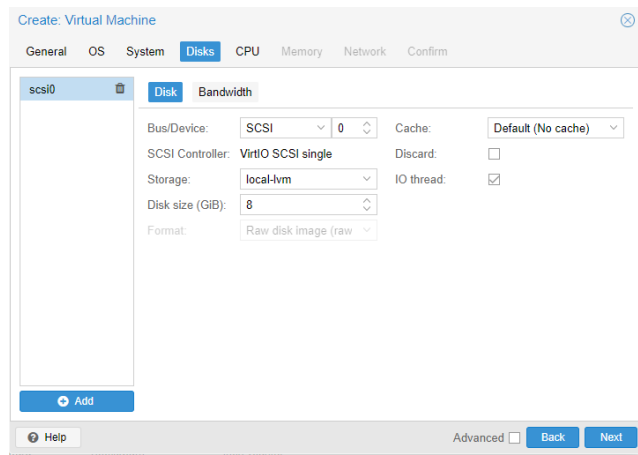 Create: Virtual Machine
General OS System Disks CPU Memory Network Confirm
scsi0
Disk Bandwidth
Bus/Device: SCSI 0 Cache: Default (No cache)
SCSI Controller: VirtIO SCSI single Discard:
Storage: local-lvm IO thread:
Disk size (GiB): 8
Format: Raw disk image (raw
Add
Help Advanced Back Next